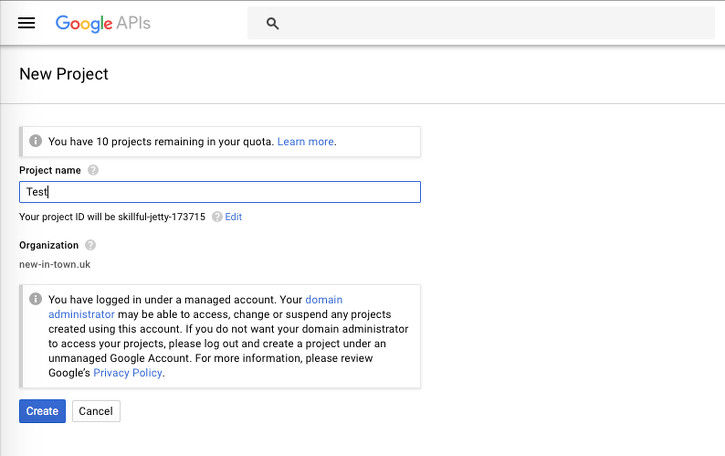 Google APIs
New Project
You have 10 projects remaining in your quota. Learn more.
Project name ?
Test
Your project ID will be skillful-jetty-173715 ? Edit
Organization ?
new-in-town.uk
You have logged in under a managed account. Your domain
administrator may be able to access, change or suspend any projects
created using this account. If you do not want your domain administrator
to access your projects, please log out and create a project under an
unmanaged Google Account. For more information, please review
Google's Privacy Policy.
Create Cancel